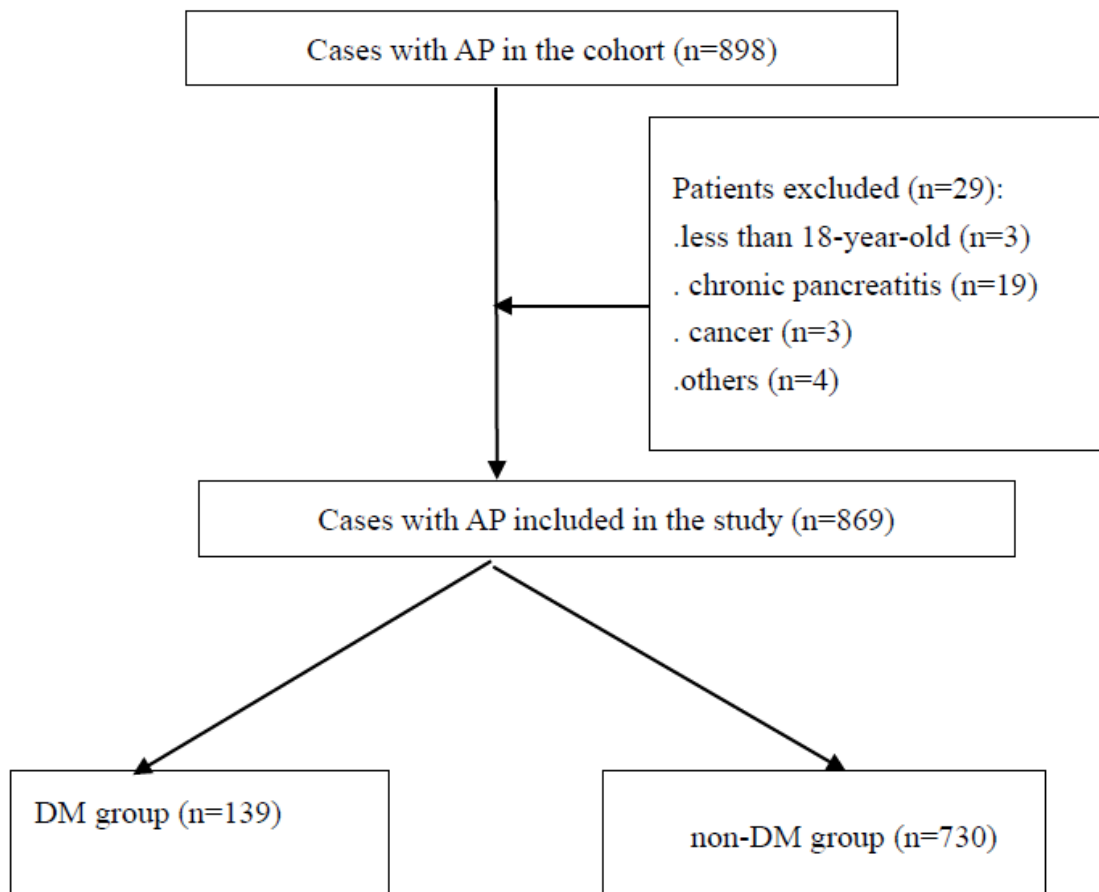 Cases with AP in the cohort (n=898)
Patients excluded (n=29):
.less than 18-year-old (n=3)
. chronic pancreatitis (n=19)
. cancer (n=3)
.others (n=4)
Cases with AP included in the study (n=869)
DM group (n=139)
non-DM group (n=730)